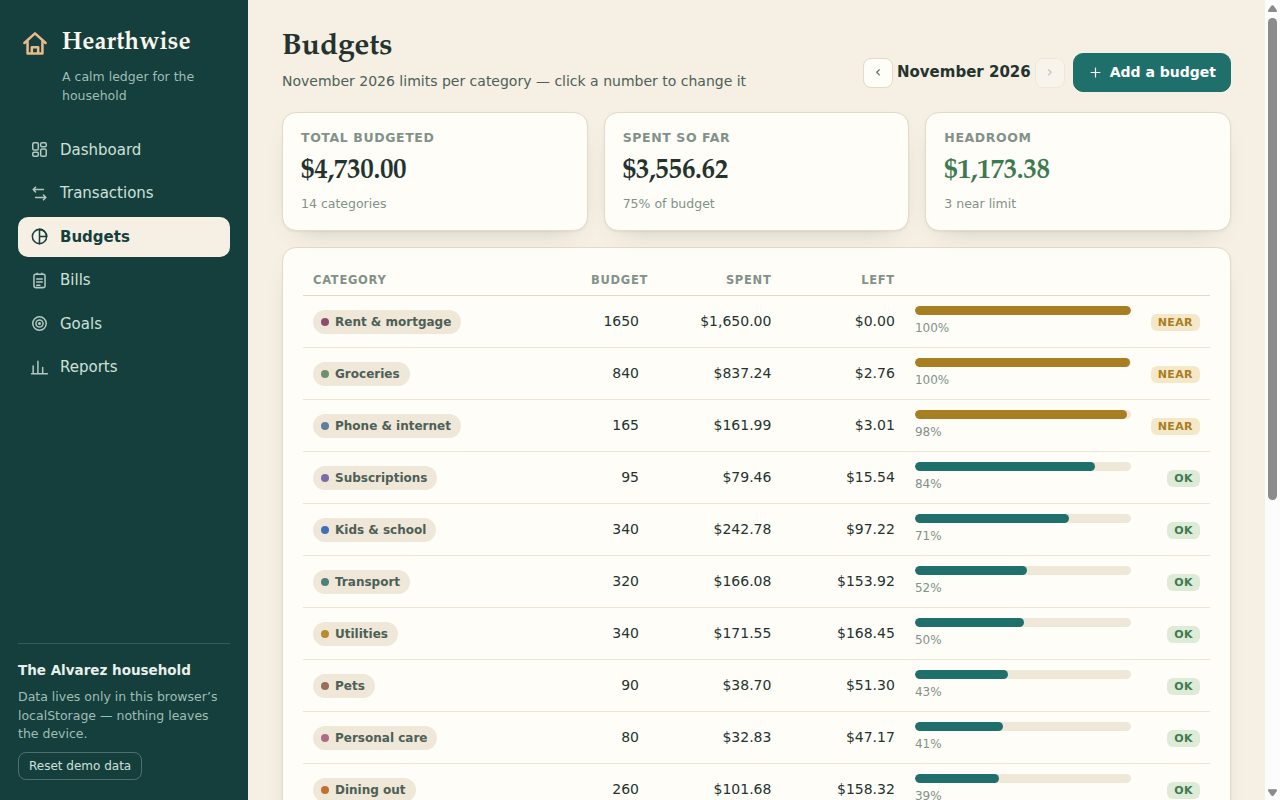 Hearthwise
A calm ledger for the
household
Dashboard
Transactions
Budgets
Bills
Goals
Reports
The Alvarez household
Data lives only in this browser’s
localStorage — nothing leaves
the device.
Reset demo data
Budgets
November 2026 limits per category — click a number to change it
‹ November 2026 ›
+ Add a budget
TOTAL BUDGETED
$4,730.00
14 categories
SPENT SO FAR
$3,556.62
75% of budget
HEADROOM
$1,173.38
3 near limit
CATEGORY BUDGET SPENT LEFT
Rent & mortgage 1650 $1,650.00 $0.00 100% NEAR
Groceries 840 $837.24 $2.76 100% NEAR
Phone & internet 165 $161.99 $3.01 98% NEAR
Subscriptions 95 $79.46 $15.54 84% OK
Kids & school 340 $242.78 $97.22 71% OK
Transport 320 $166.08 $153.92 52% OK
Utilities 340 $171.55 $168.45 50% OK
Pets 90 $38.70 $51.30 43% OK
Personal care 80 $32.83 $47.17 41% OK
Dining out 260 $101.68 $158.32 39% OK